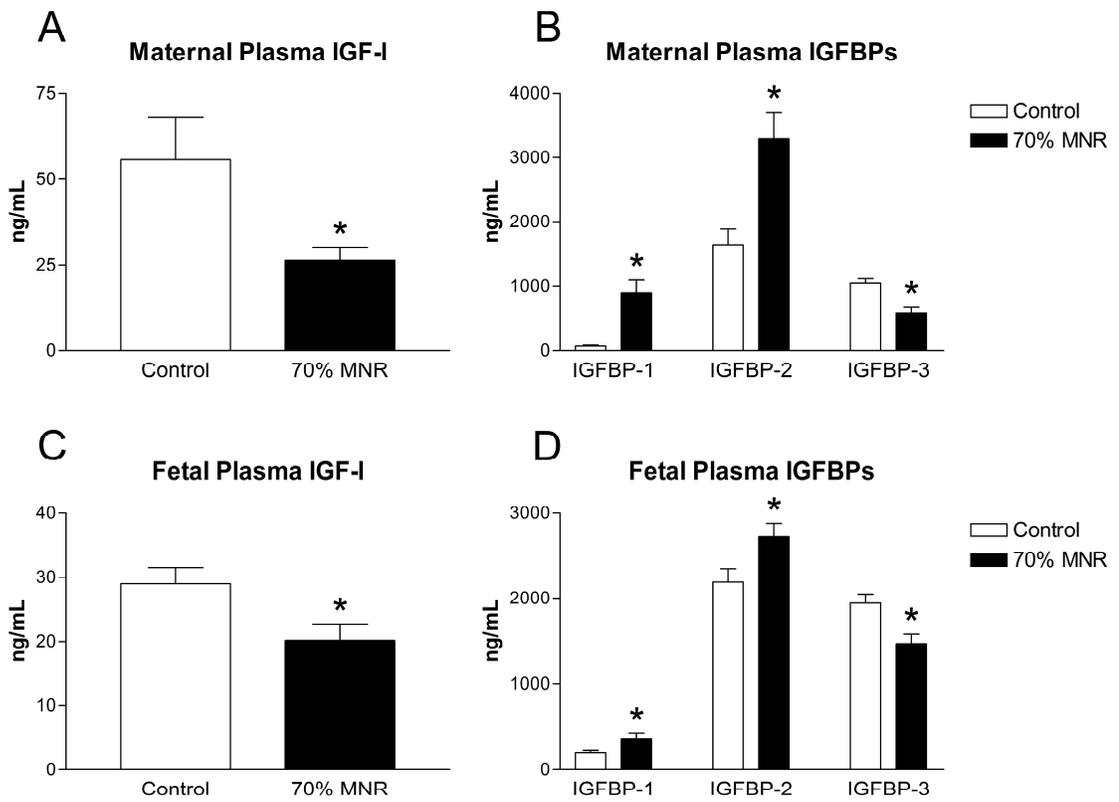 A
Maternal Plasma IGF-I
75
50
25
0
ng/mL
*
Control 70% MNR
B
Maternal Plasma IGFBPs
4000
3000
2000
1000
0
ng/mL
*
*
*
IGFBP-1 IGFBP-2 IGFBP-3
Control
70% MNR
C
Fetal Plasma IGF-I
40
30
20
10
0
ng/mL
*
Control 70% MNR
D
Fetal Plasma IGFBPs
3000
2000
1000
0
ng/mL
*
*
*
IGFBP-1 IGFBP-2 IGFBP-3
Control
70% MNR